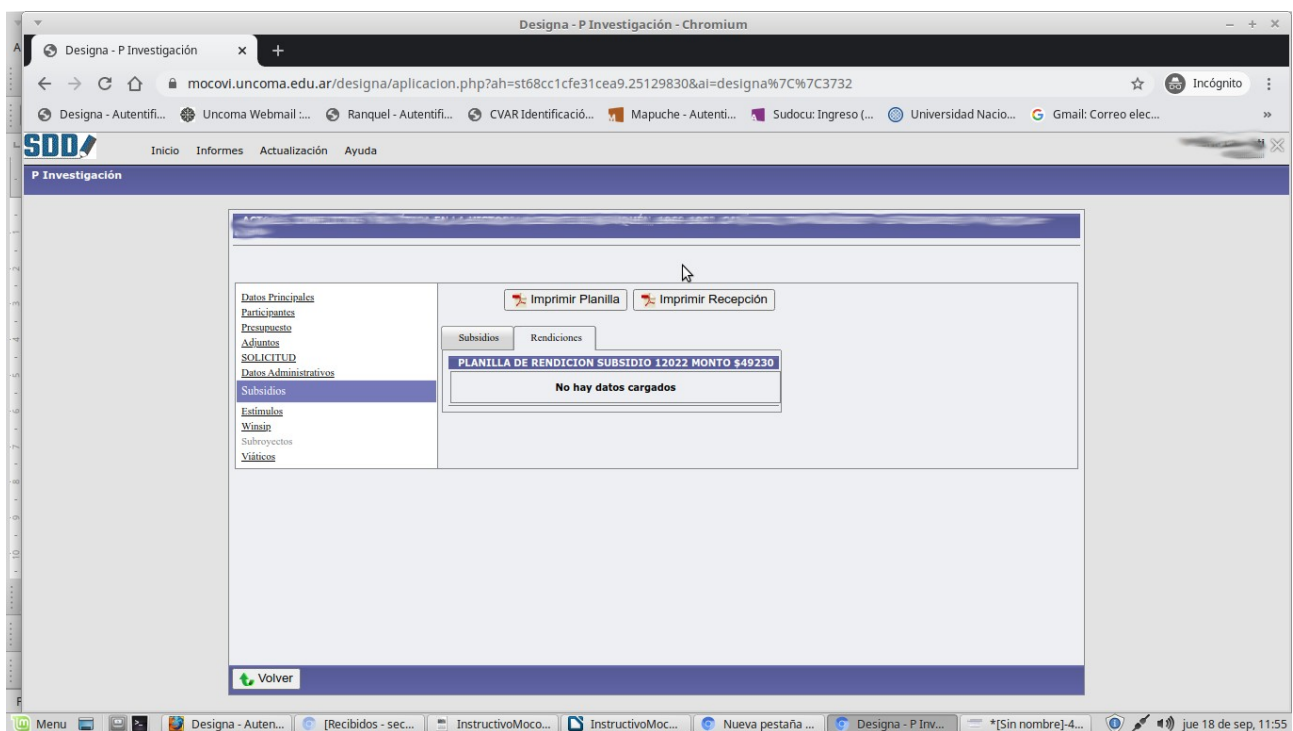 Designa - P Investigación - Chromium
Designa - P Investigación
mocovi.uncoma.edu.ar/designa/aplicacion.php?ah=st68cc1cfe31cea9.25129830&ai=designa%7C%7C3732
Incógnito
Designa - Autentifi... Uncoma Webmail :... Ranquel - Autentifi... CVAR Identificació... Mapuche - Autenti... Sudocu: Ingreso (... Universidad Nacio... Gmail: Correo elec... »
SDD Inicio Informes Actualización Ayuda
P Investigación
Imprimir Planilla Imprimir Recepción
Datos Principales
Participantes
Presupuesto
Adjuntos
SOLICITUD
Datos Administrativos
Subsidios
Estímulos
Winsip
Subroyectos
Viáticos
Subsidios Rendiciones
PLANILLA DE RENDICION SUBSIDIO 12022 MONTO $49230
No hay datos cargados
Volver
Menu Designa - Auten... [Recibidos - sec... InstructivoMoco... InstructivoMoc... Nueva pestaña ... Designa - P Inv... *[Sin nombre]-4... jue 18 de sep, 11:55